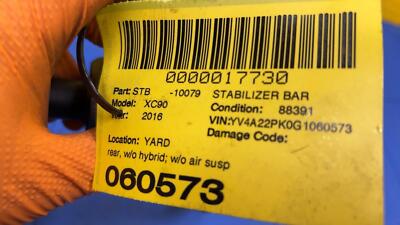 0000017730
Part: STB -10079 STABILIZER BAR
Model: XC90 Condition: 88391
Year: 2016 VIN:YV4A22PK0G1060573
Damage Code:
Location: YARD
rear, w/o hybrid; w/o air susp
060573